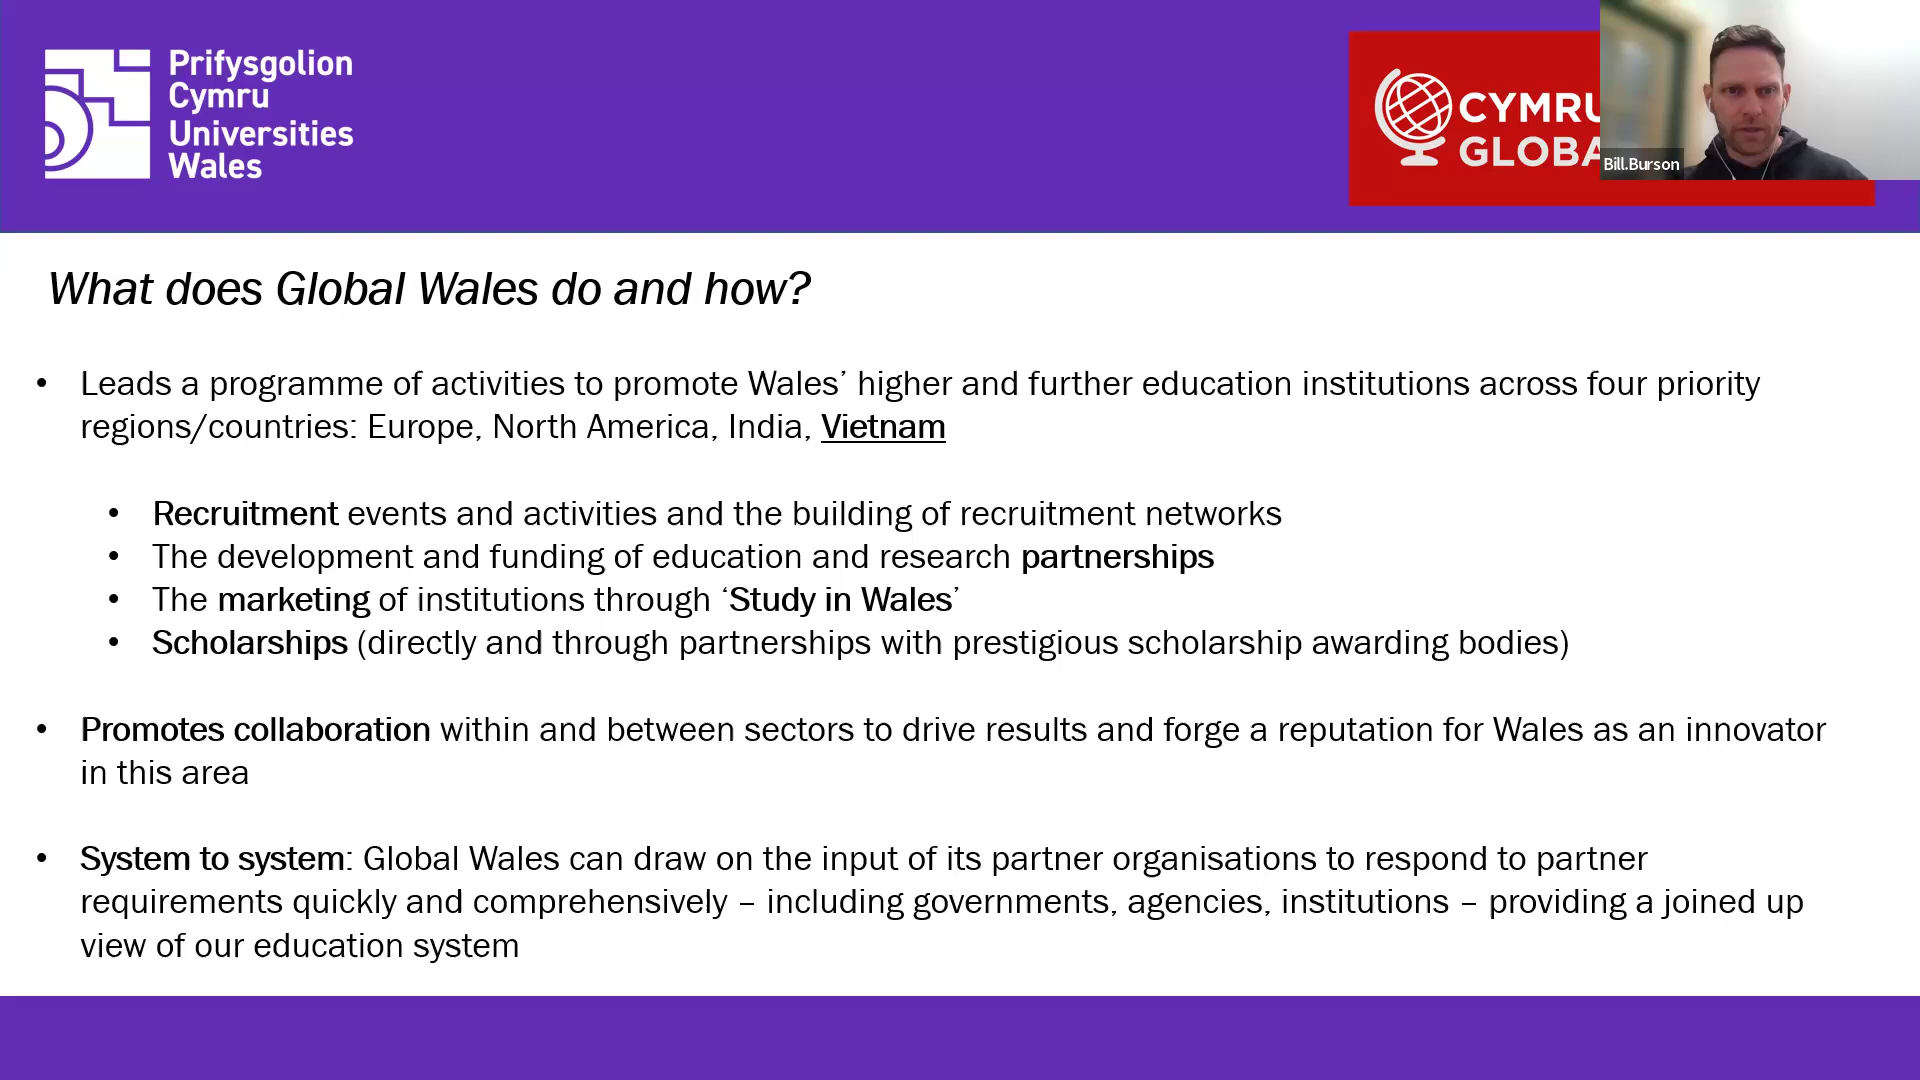 Prifysgolion
Cymru
Universities
Wales
CYMRU
GLOBA
Bill.Burson
What does Global Wales do and how?
• Leads a programme of activities to promote Wales’ higher and further education institutions across four priority
regions/countries: Europe, North America, India, Vietnam
• Recruitment events and activities and the building of recruitment networks
• The development and funding of education and research partnerships
• The marketing of institutions through ‘Study in Wales’
• Scholarships (directly and through partnerships with prestigious scholarship awarding bodies)
• Promotes collaboration within and between sectors to drive results and forge a reputation for Wales as an innovator
in this area
• System to system: Global Wales can draw on the input of its partner organisations to respond to partner
requirements quickly and comprehensively – including governments, agencies, institutions – providing a joined up
view of our education system